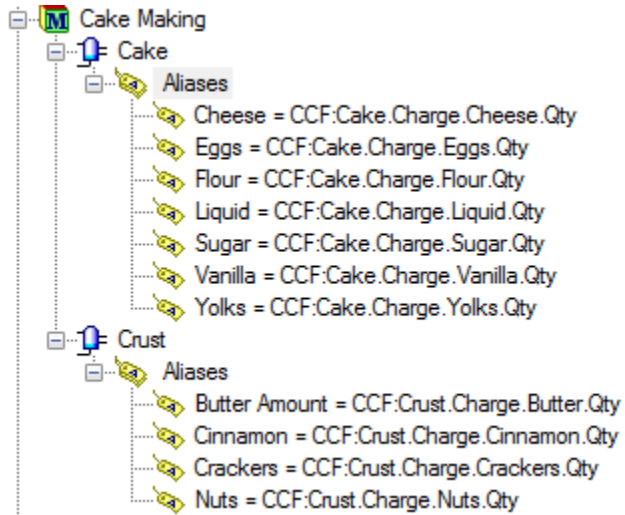 Cake Making
Cake
Aliases
Cheese = CCF:Cake.Charge.Cheese.Qty
Eggs = CCF:Cake.Charge.Eggs.Qty
Flour = CCF:Cake.Charge.Flour.Qty
Liquid = CCF:Cake.Charge.Liquid.Qty
Sugar = CCF:Cake.Charge.Sugar.Qty
Vanilla = CCF:Cake.Charge.Vanilla.Qty
Yolks = CCF:Cake.Charge.Yolks.Qty
Crust
Aliases
Butter Amount = CCF:Crust.Charge.Butter.Qty
Cinnamon = CCF:Crust.Charge.Cinnamon.Qty
Crackers = CCF:Crust.Charge.Crackers.Qty
Nuts = CCF:Crust.Charge.Nuts.Qty